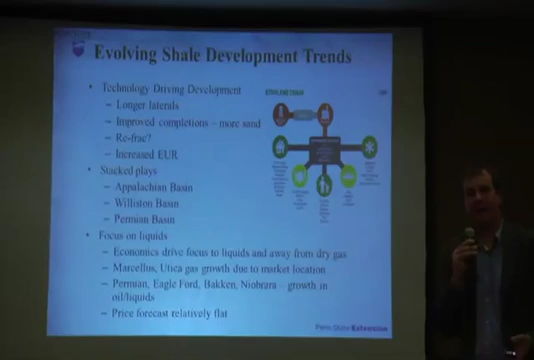 Evolving Shale Development Trends
• Technology Driving Development
– Longer laterals
– Improved completions – more sand
– Re-frac?
– Increased EUR
• Stacked plays
– Appalachian Basin
– Williston Basin
– Permian Basin
• Focus on liquids
– Economics drive focus to liquids and away from dry gas
– Marcellus, Utica gas growth due to market location
– Permian, Eagle Ford, Bakken, Niobrara – growth in
oil/liquids
– Price forecast relatively flat
ETHYLENE CHAIN
Penn State Extension